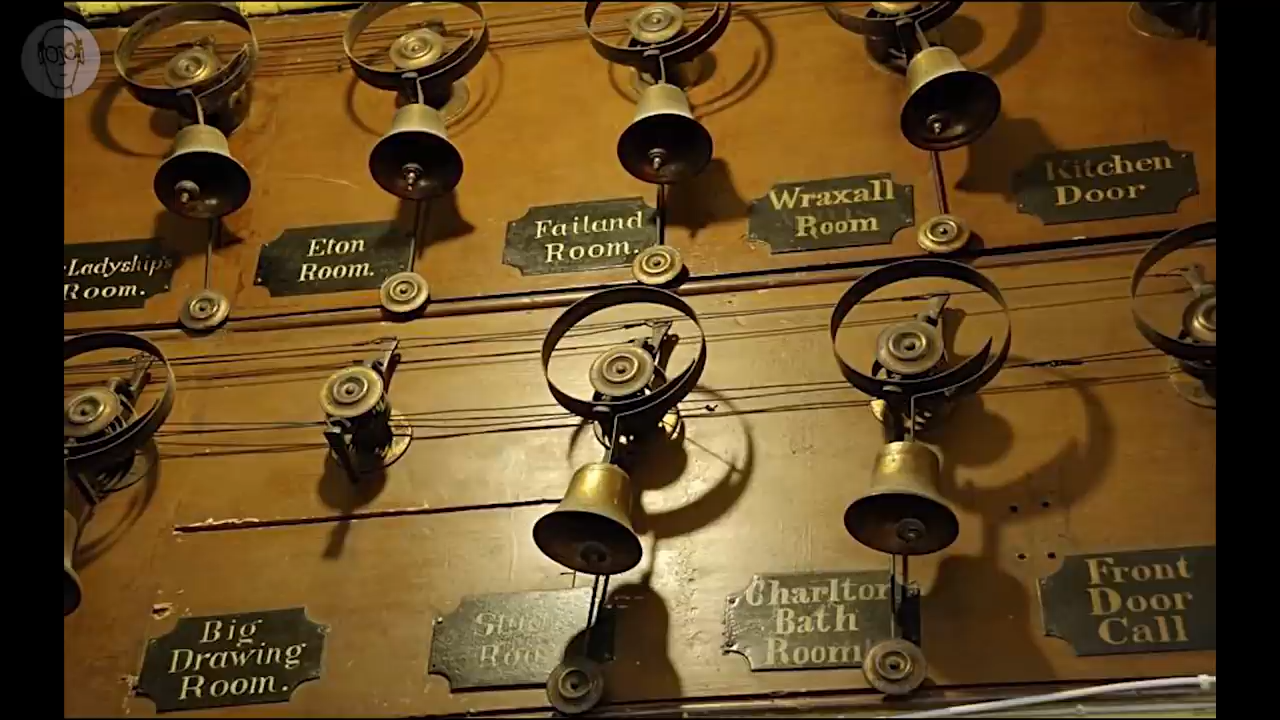 Ladyship's
Room.
Eton
Room.
Failand
Room.
Wraxall
Room
Kitchen
Door
Big
Drawing
Room.
Charlton
Bath
Room
Front
Door
Call